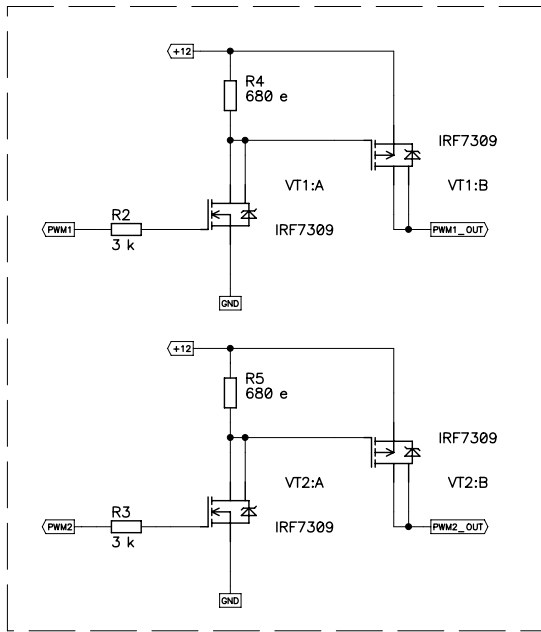 +12
R4
680 e
IRF7309
VT1:A
VT1:B
R2
PWM1
3 k
IRF7309
PWM1_OUT
GND
+12
R5
680 e
IRF7309
VT2:A
VT2:B
R3
PWM2
3 k
IRF7309
PWM2_OUT
GND